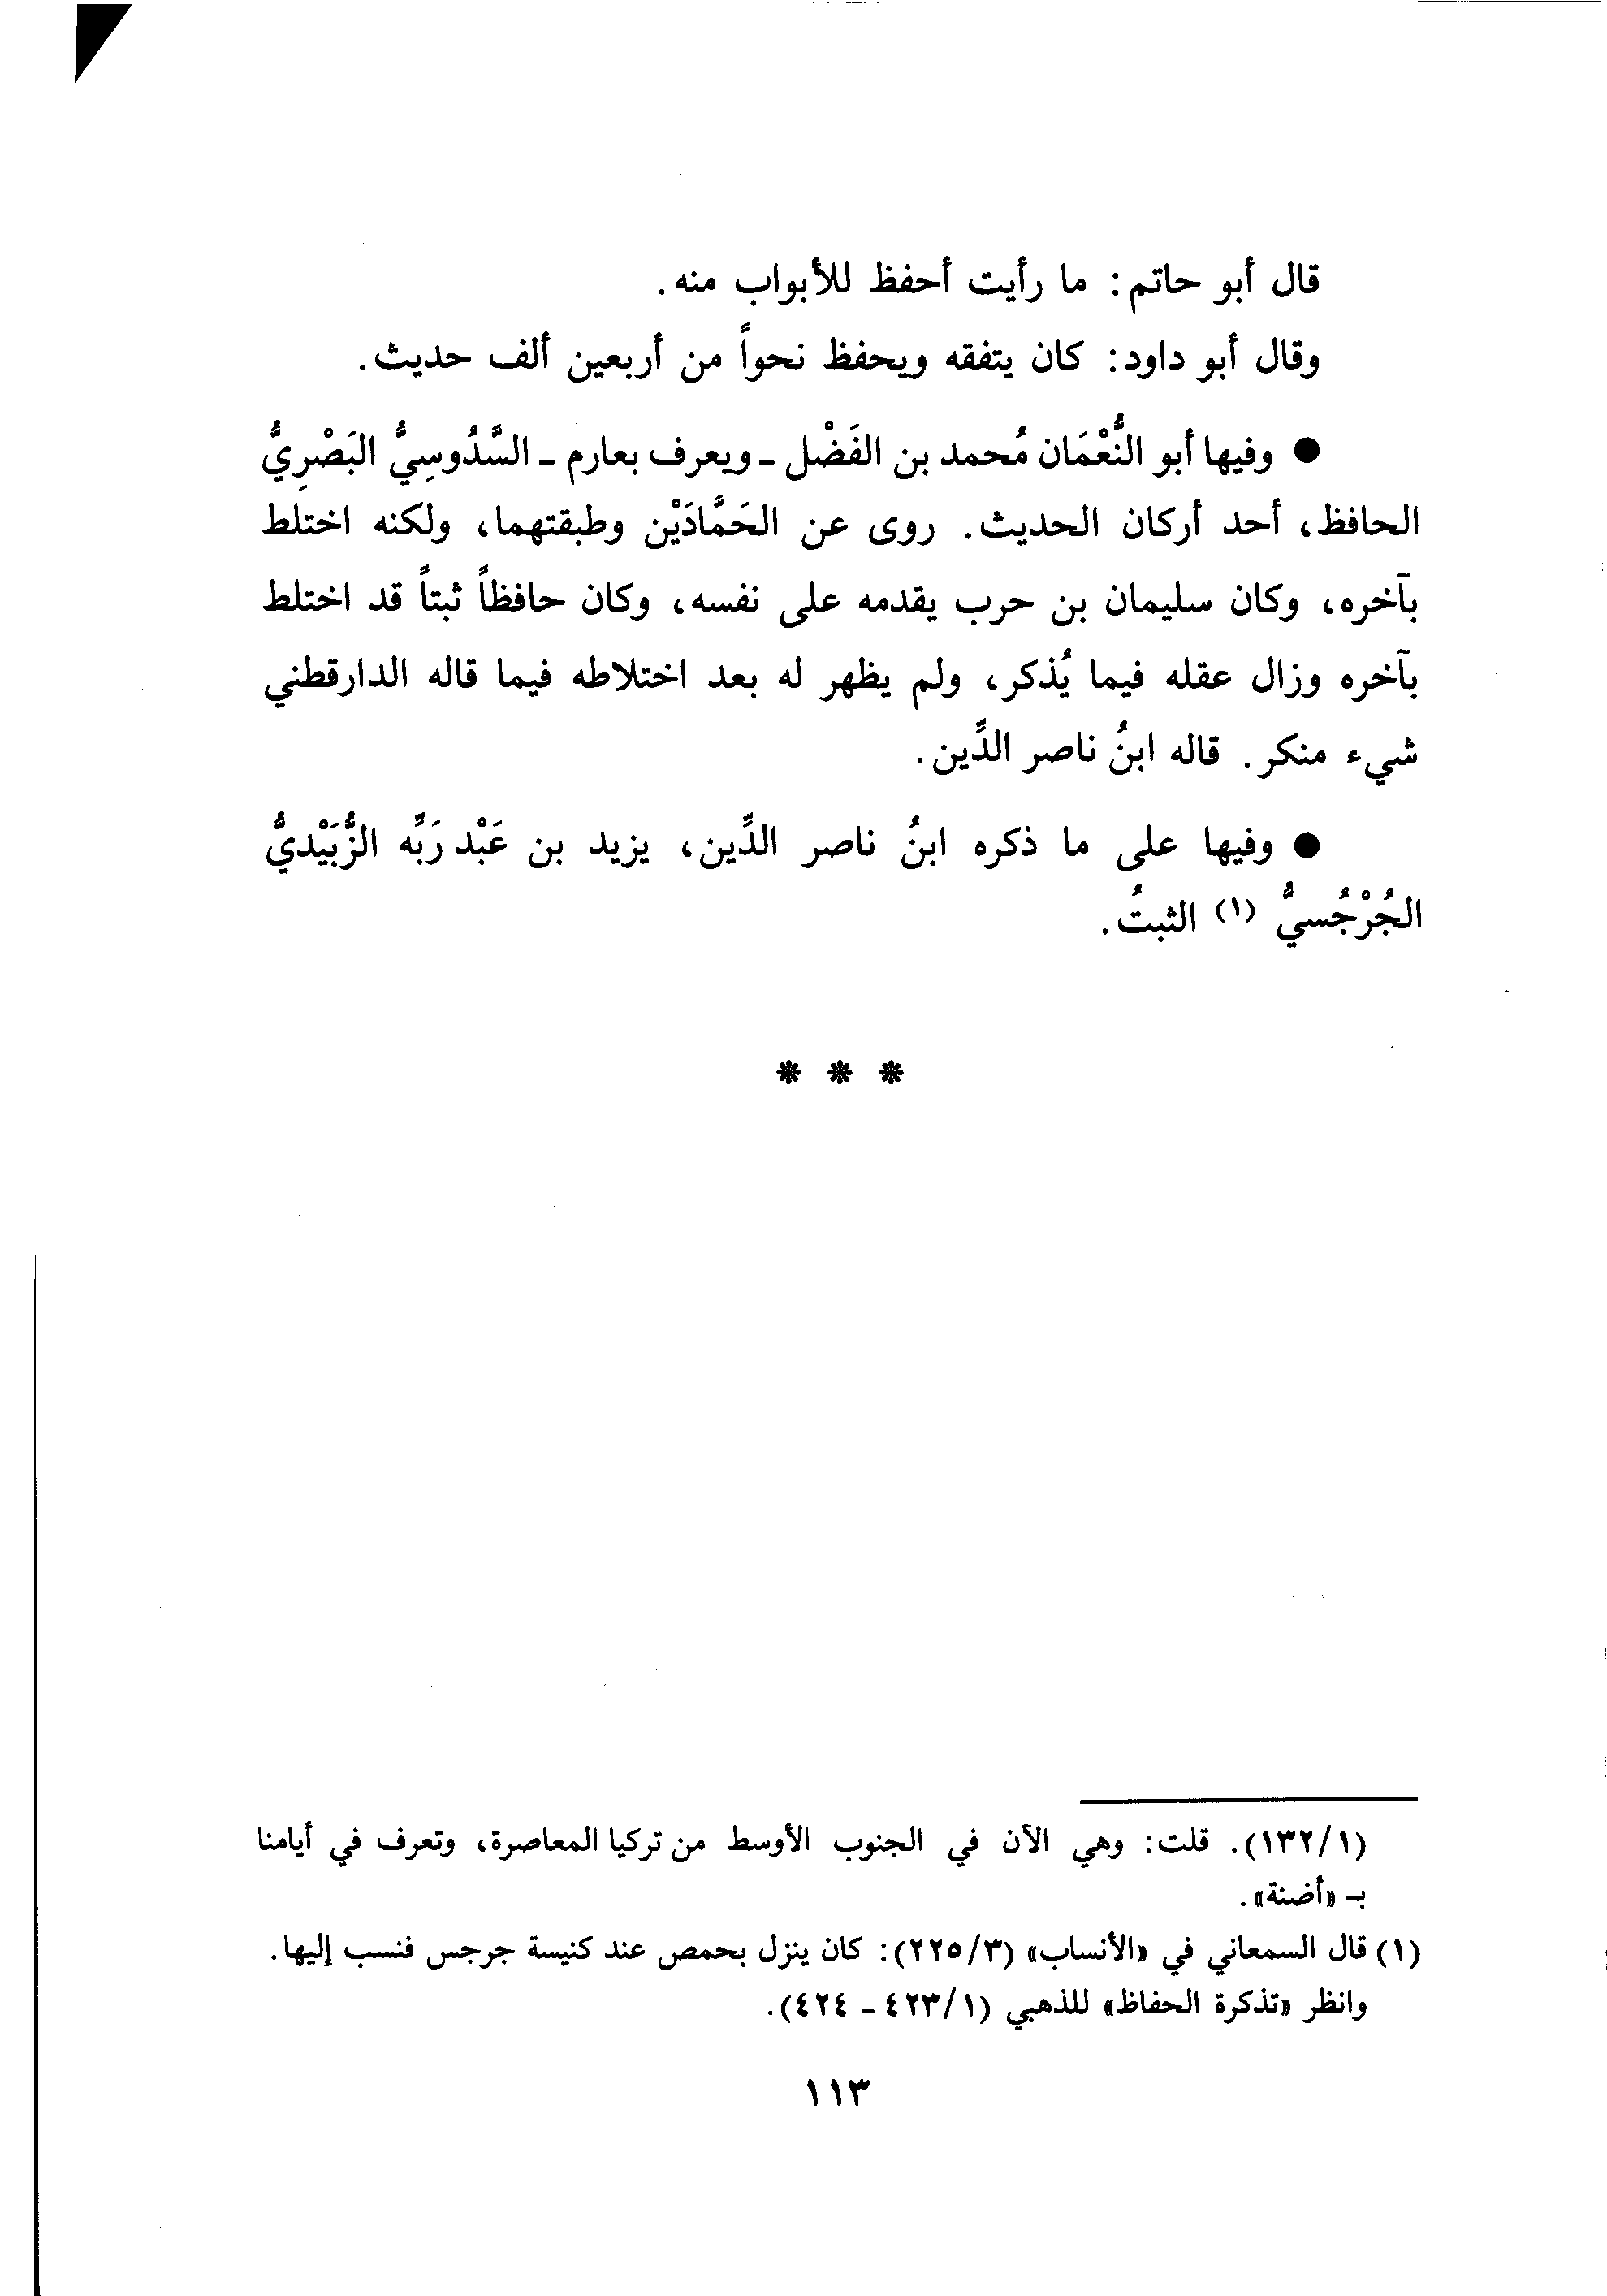 قال أبو حاتم: ما رأيت أحفظ للأبواب منه.
وقال أبو داود: كان يتفقه ويحفظ نحواً من أربعين ألف حديث.
● وفيها أبو النُّعْمَان مُحمد بن الفَضْل ـ ويعرف بعارم ـ السَّدُوسِيُّ البَصْرِيُّ
الحافظ، أحد أركان الحديث. روى عن الحَمَّادَيْن وطبقتهما، ولكنه اختلط
بآخره، وكان سليمان بن حرب يقدمه على نفسه، وكان حافظاً ثبتاً قد اختلط
بآخره وزال عقله فيما يُذكر، ولم يظهر له بعد اختلاطه فيما قاله الدارقطني
شيء منكر. قاله ابنُ ناصر الدِّين.
● وفيها على ما ذكره ابنُ ناصر الدِّين، يزيد بن عَبْد رَبِّه الزُّبَيْديُّ
الجُرْجُسيُّ (١) الثبتُ.
* * *
(١٣٢/١). قلت: وهي الآن في الجنوب الأوسط من تركيا المعاصرة، وتعرف في أيامنا
بـ «أضنة».
(١) قال السمعاني في «الأنساب» (٢٢٥/٣): كان ينزل بحمص عند كنيسة جرجس فنسب إليها.
وانظر «تذكرة الحفاظ» للذهبي (٤٢٣/١ ـ ٤٢٤).
١١٣